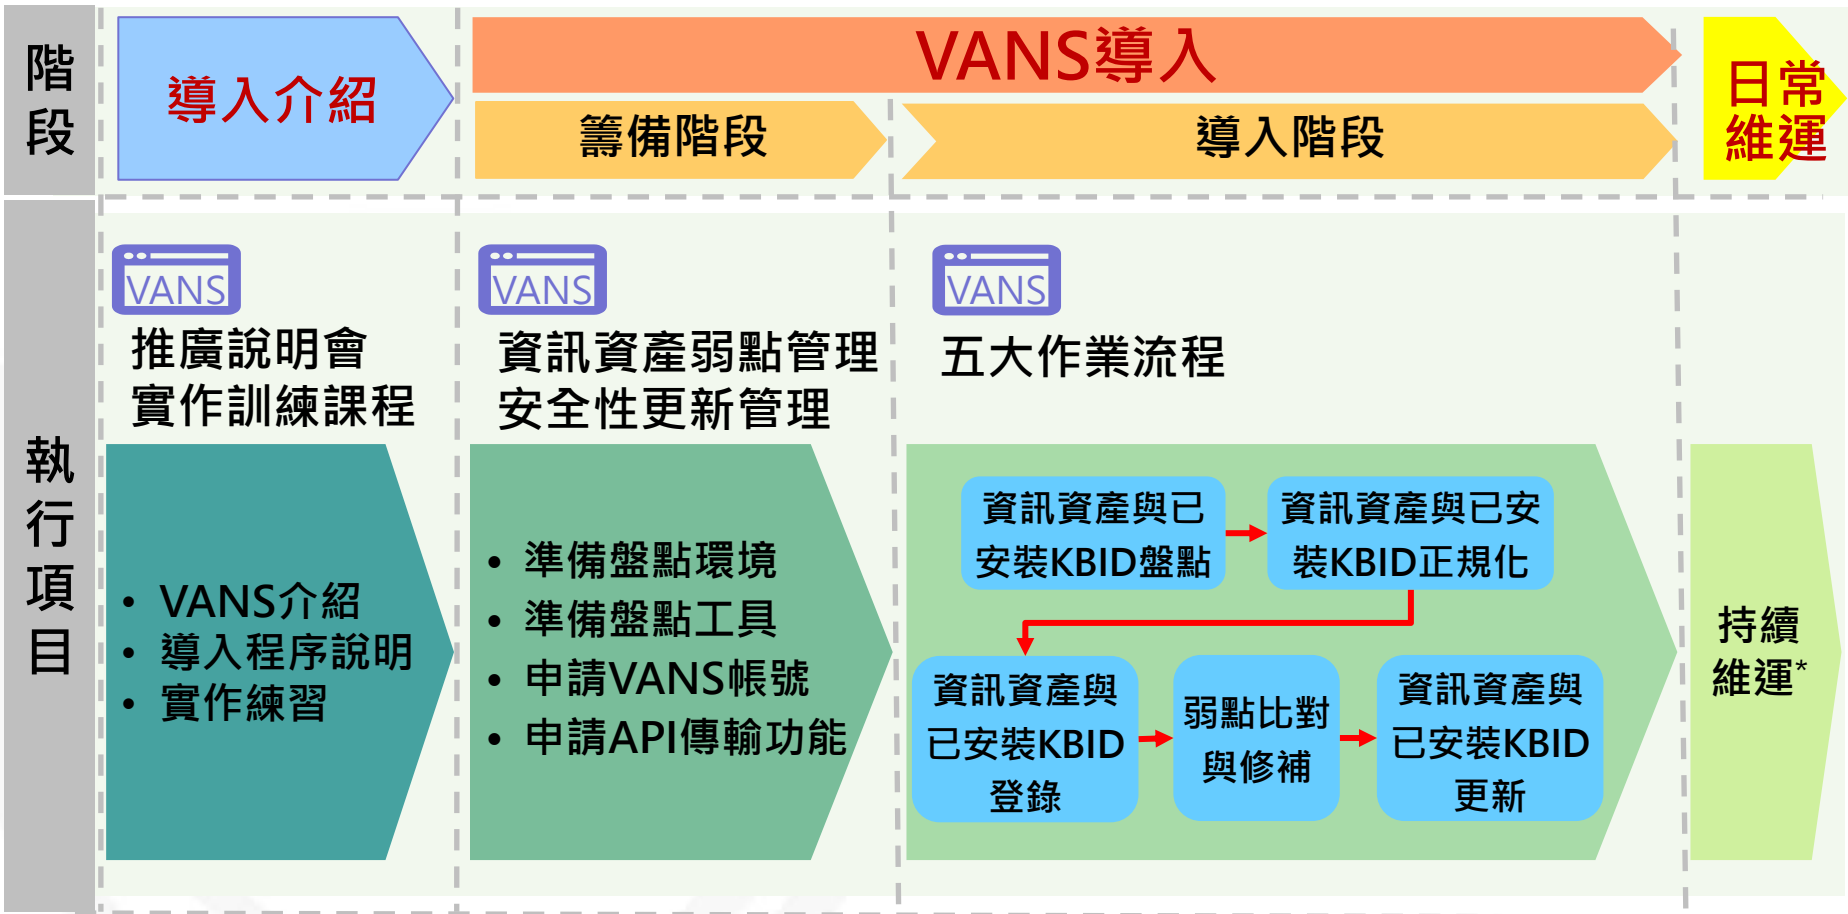 階
段
導入介紹
VANS導入
籌備階段
導入階段
日常
維運
執
行
項
目
VANS
推廣說明會
實作訓練課程
• VANS介紹
• 導入程序說明
• 實作練習
VANS
資訊資產弱點管理
安全性更新管理
• 準備盤點環境
• 準備盤點工具
• 申請VANS帳號
• 申請API傳輸功能
VANS
五大作業流程
資訊資產與已
安裝KBID盤點
資訊資產與已安
裝KBID正規化
資訊資產與
已安裝KBID
登錄
弱點比對
與修補
資訊資產與
已安裝KBID
更新
持續
維運*